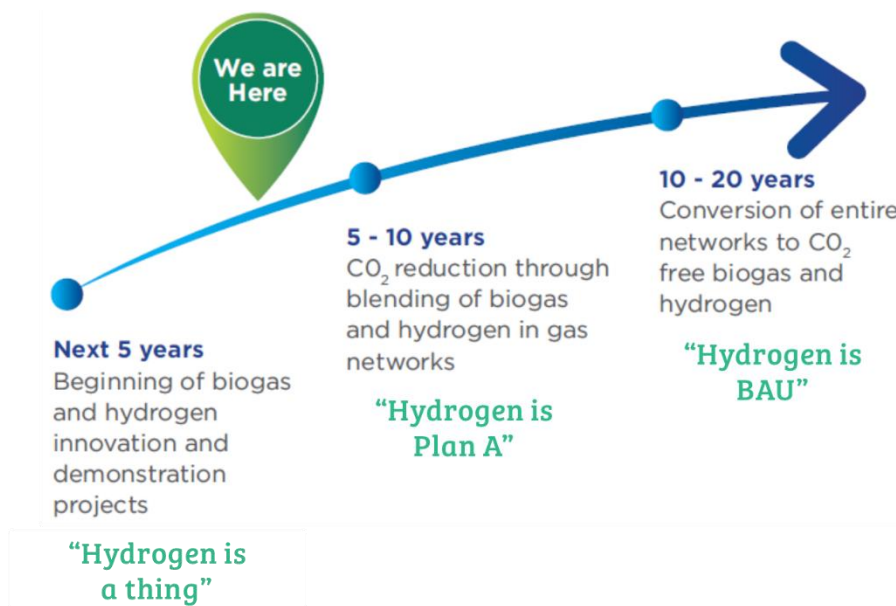 We are
Here
Next 5 years
Beginning of biogas
and hydrogen
innovation and
demonstration
projects
“Hydrogen is
a thing”
5 - 10 years
CO₂ reduction through
blending of biogas
and hydrogen in gas
networks
“Hydrogen is
Plan A”
10 - 20 years
Conversion of entire
networks to CO₂
free biogas and
hydrogen
“Hydrogen is
BAU”